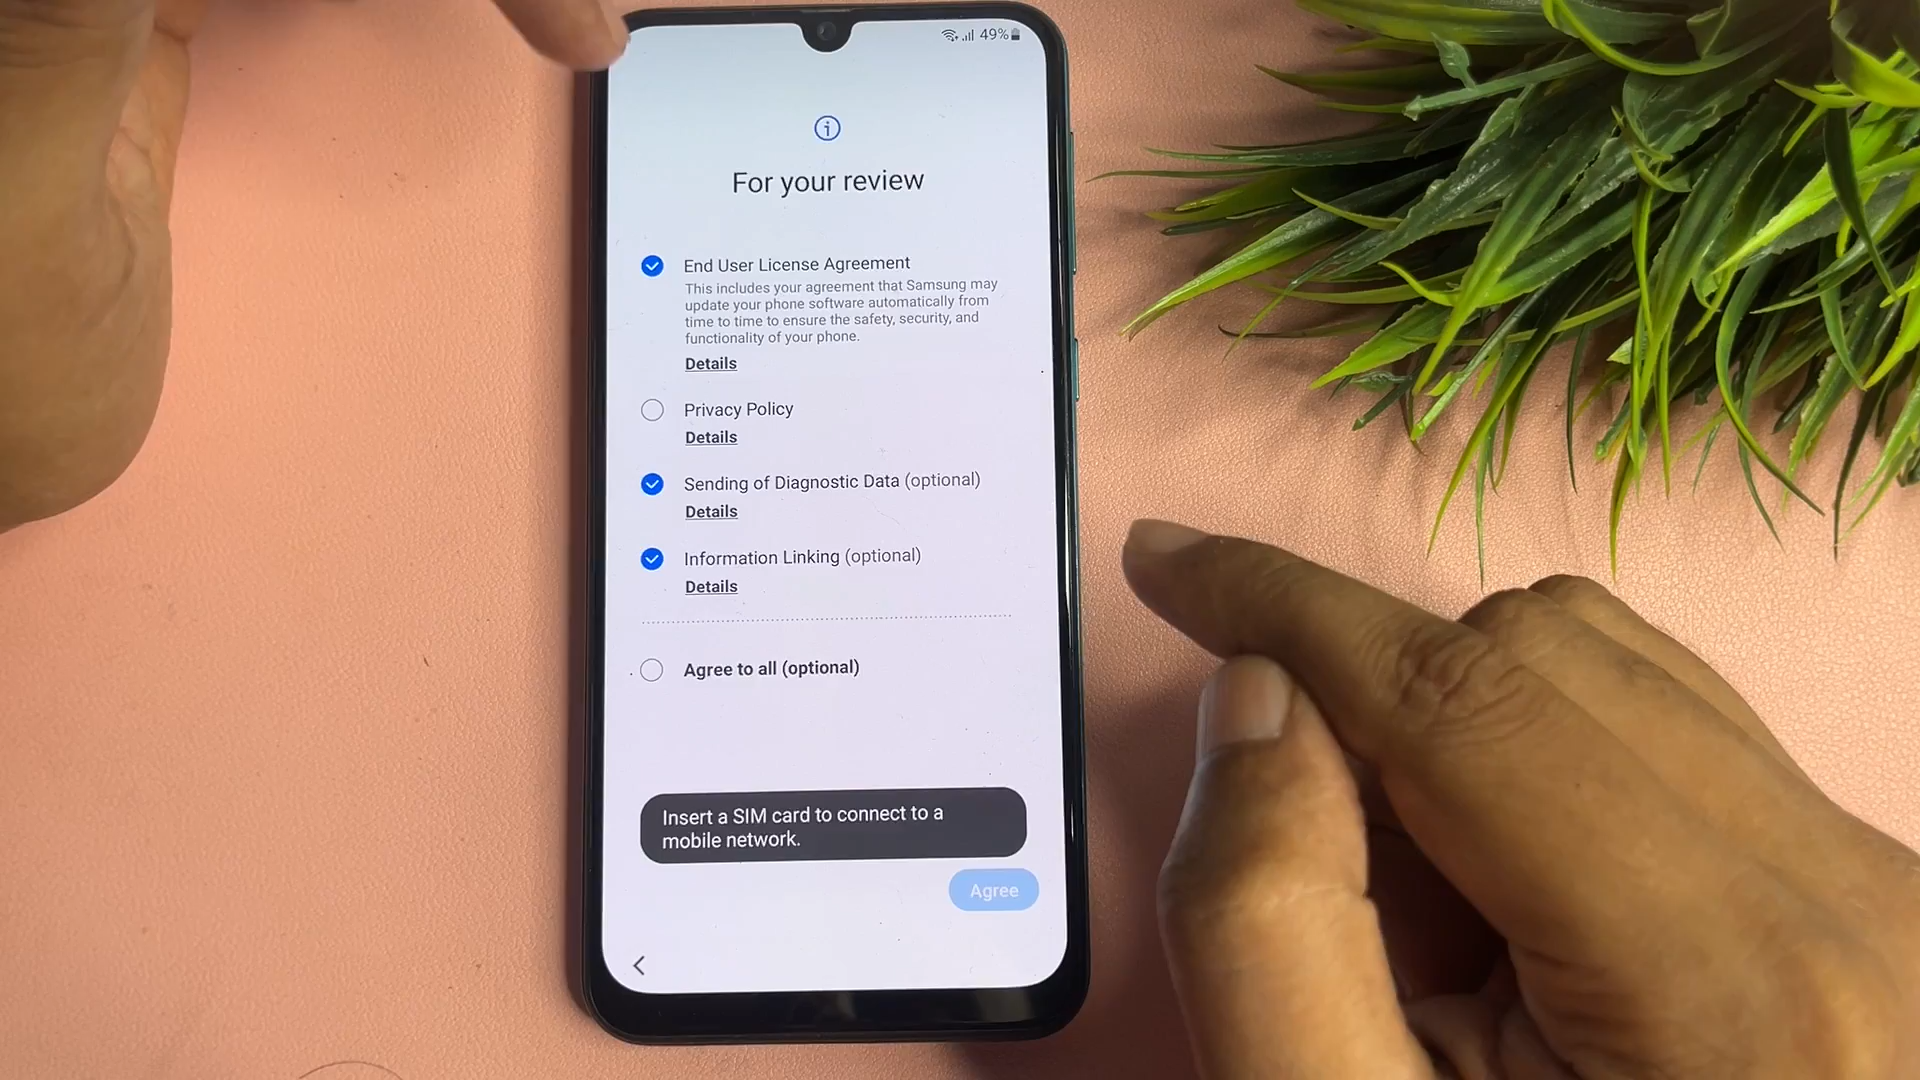 49%
For your review
End User License Agreement
This includes your agreement that Samsung may
update your phone software automatically from
time to time to ensure the safety, security, and
functionality of your phone.
Details
Privacy Policy
Details
Sending of Diagnostic Data (optional)
Details
Information Linking (optional)
Details
Agree to all (optional)
Insert a SIM card to connect to a
mobile network.
Agree